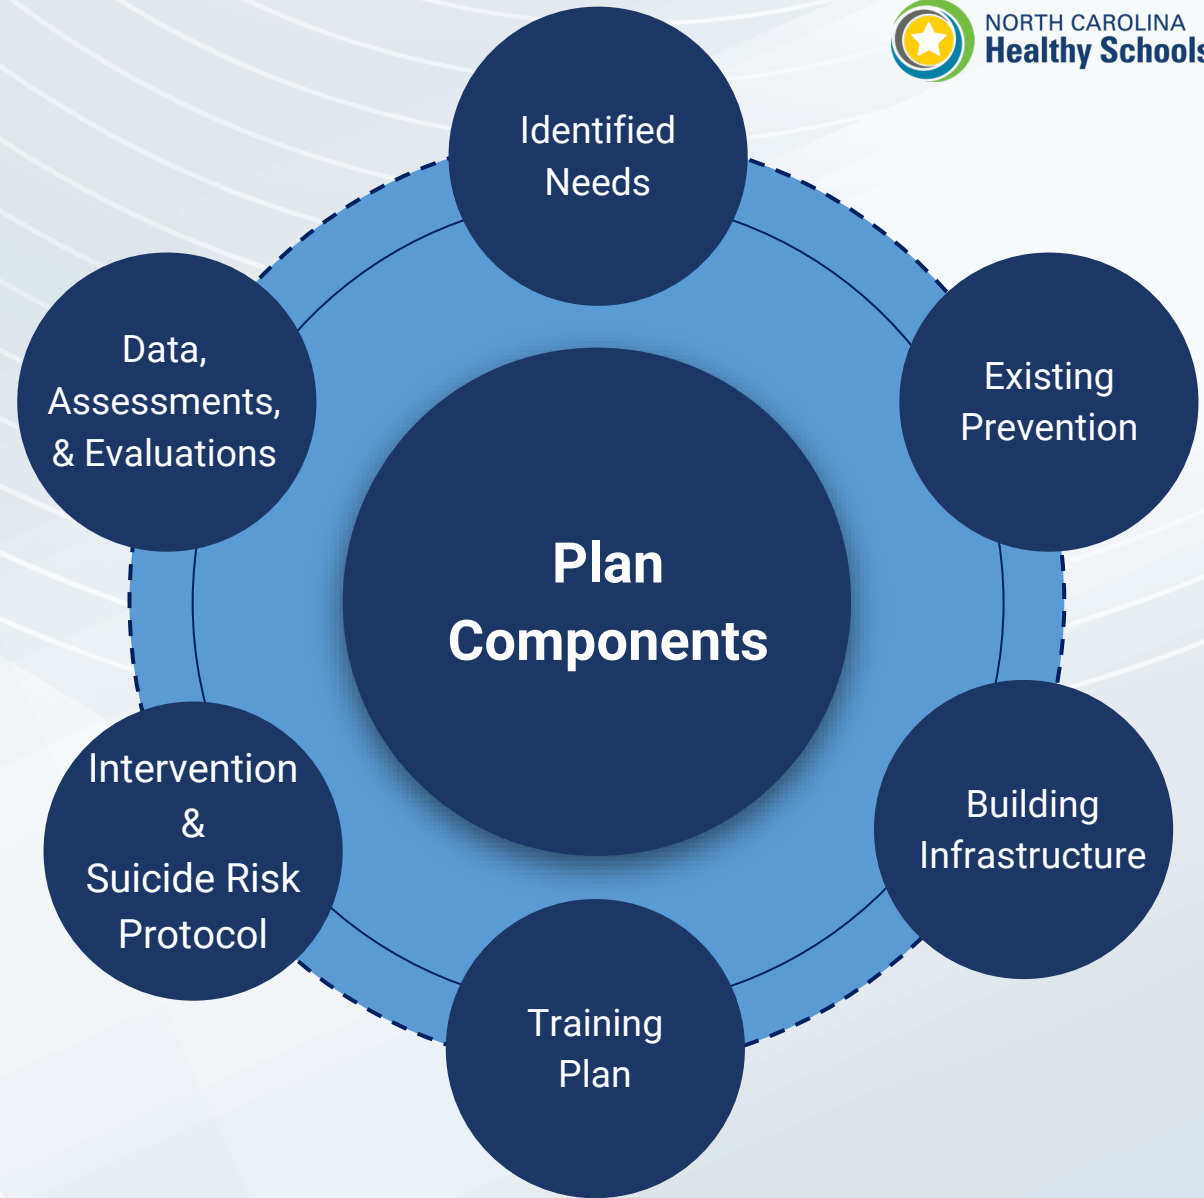 NORTH CAROLINA
Healthy Schools
Identified
Needs
Existing
Prevention
Building
Infrastructure
Training
Plan
Intervention
&
Suicide Risk
Protocol
Data,
Assessments,
& Evaluations
Plan
Components